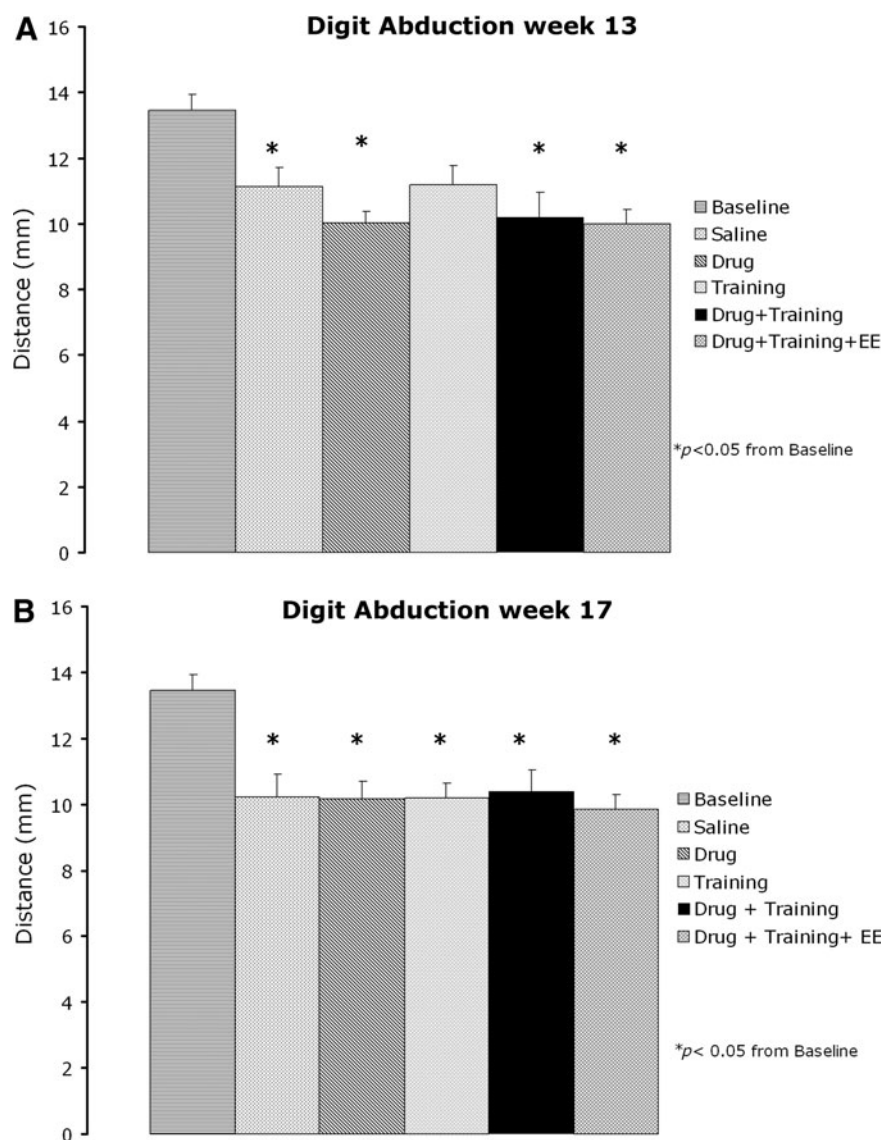 A
Digit Abduction week 13
16
14
12
10
8
6
4
2
0
Distance (mm)
*
*
*
*
Baseline
Saline
Drug
Training
Drug+Training
Drug+Training+EE
*p<0.05 from Baseline
B
Digit Abduction week 17
16
14
12
10
8
6
4
2
0
Distance (mm)
*
*
*
*
*
Baseline
Saline
Drug
Training
Drug + Training
Drug + Training+ EE
*p< 0.05 from Baseline